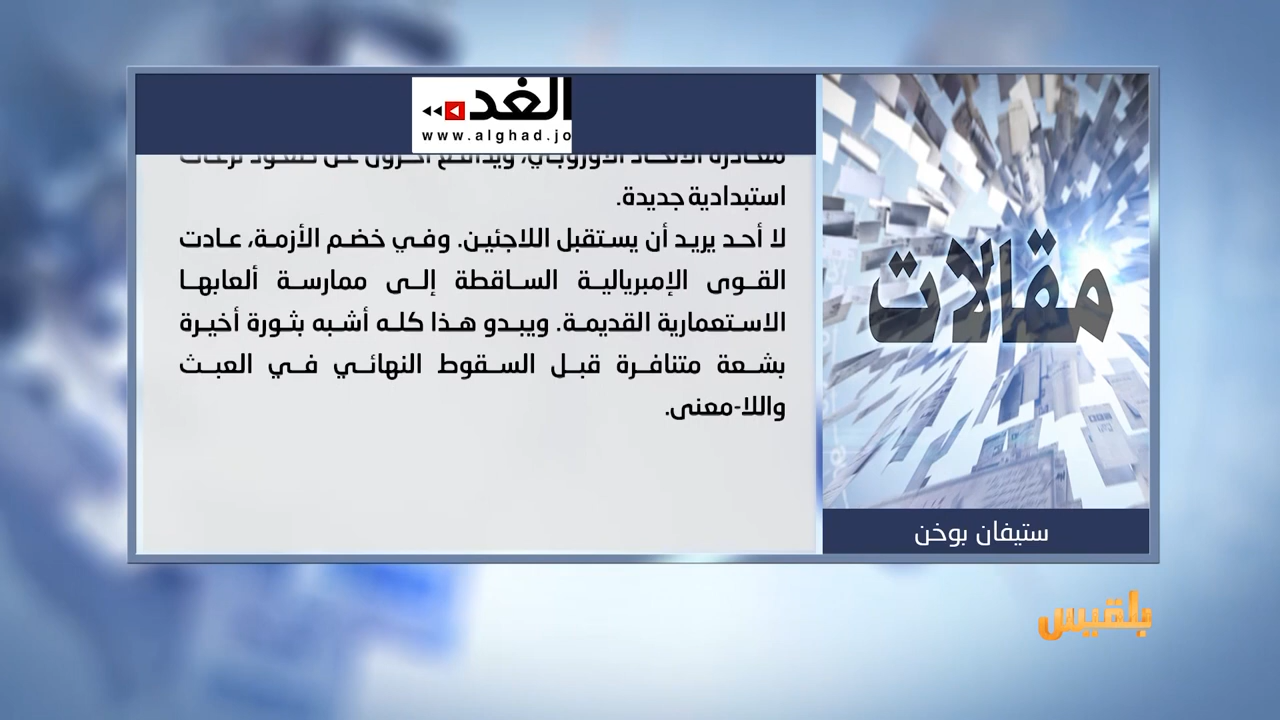 الغد
www.alghad.jo
استبدادية جديدة.
لا أحد يريد أن يستقبل اللاجئين. وفي خضم الأزمة، عادت
القوى الإمبريالية الساقطة إلى ممارسة ألعابها
الاستعمارية القديمة. ويبدو هذا كله أشبه بثورة أخيرة
بشعة متنافرة قبل السقوط النهائي في العبث
واللا-معنى.
مقالات
ستيفان بوخن
بلقيس